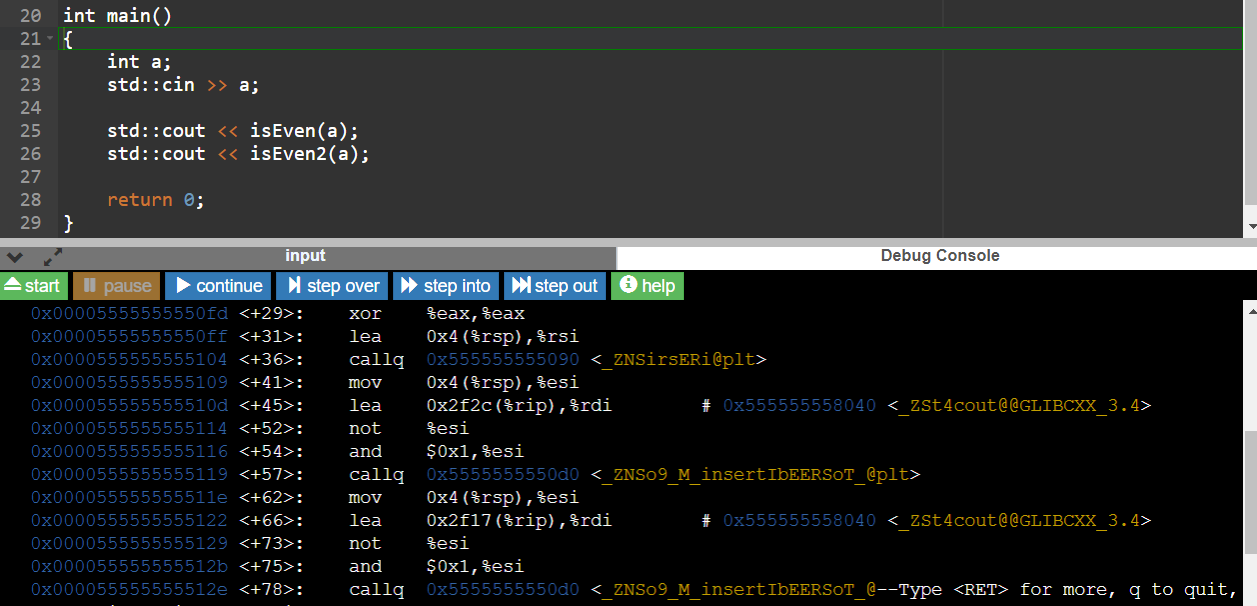 20 int main()
21 {
22     int a;
23     std::cin >> a;
24
25     std::cout << isEven(a);
26     std::cout << isEven2(a);
27
28     return 0;
29 }
input Debug Console
start pause continue step over step into step out help
0x00005555555550fd <+29>: xor %eax,%eax
0x00005555555550ff <+31>: lea 0x4(%rsp),%rsi
0x0000555555555104 <+36>: callq 0x555555555090 <_ZNSirsERi@plt>
0x0000555555555109 <+41>: mov 0x4(%rsp),%esi
0x000055555555510d <+45>: lea 0x2f2c(%rip),%rdi # 0x555555558040 <_ZSt4cout@@GLIBCXX_3.4>
0x0000555555555114 <+52>: not %esi
0x0000555555555116 <+54>: and $0x1,%esi
0x0000555555555119 <+57>: callq 0x5555555550d0 <_ZNSo9_M_insertIbEERSoT_@plt>
0x000055555555511e <+62>: mov 0x4(%rsp),%esi
0x0000555555555122 <+66>: lea 0x2f17(%rip),%rdi # 0x555555558040 <_ZSt4cout@@GLIBCXX_3.4>
0x0000555555555129 <+73>: not %esi
0x000055555555512b <+75>: and $0x1,%esi
0x000055555555512e <+78>: callq 0x5555555550d0 <_ZNSo9_M_insertIbEERSoT_@--Type <RET> for more, q to quit,